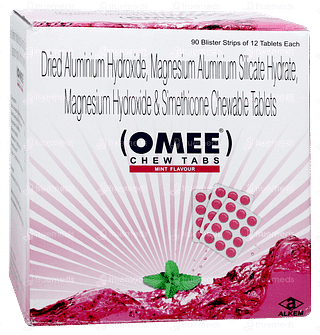 90 Blister Strips of 12 Tablets Each
Dried Aluminium Hydroxide, Magnesium Aluminium Silicate Hydrate,
Magnesium Hydroxide & Simethicone Chewable Tablets
(OMEE®)
CHEW TABS
MINT FLAVOUR
ALKEM